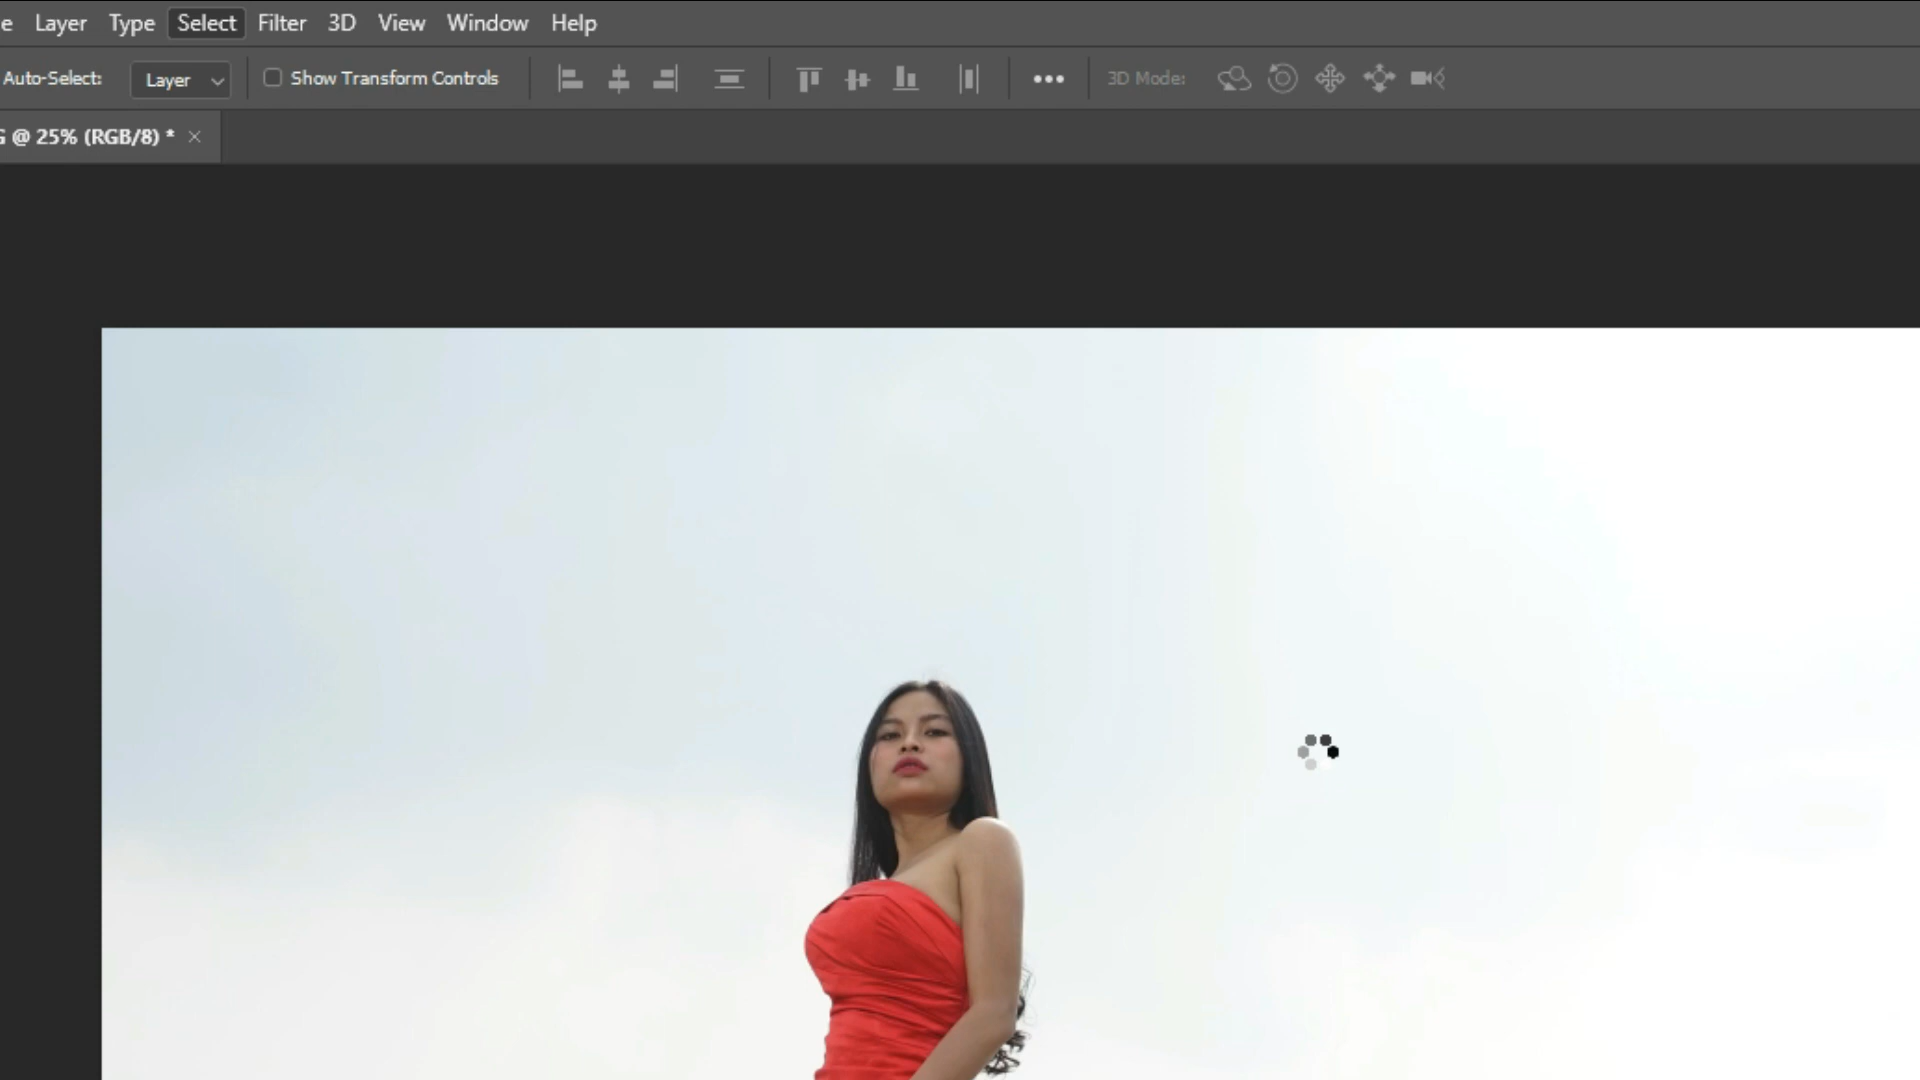 e Layer Type Select Filter 3D View Window Help
Auto-Select: Layer Show Transform Controls ••• 3D Mode:
G @ 25% (RGB/8) * ×